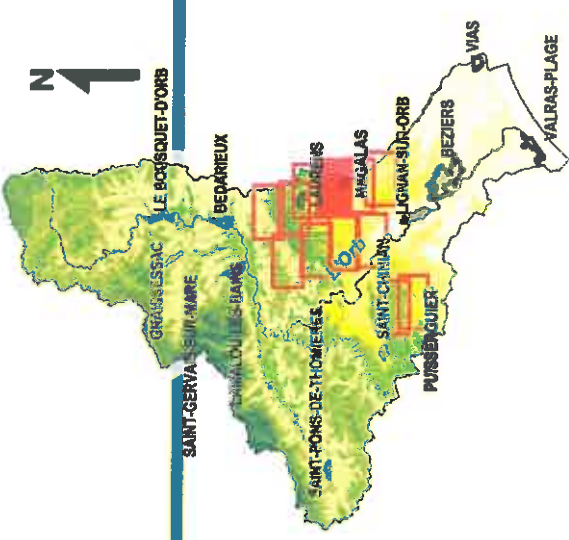 N
LE BOUSQUET-D'ORB
GRAISSESSAC
SAINT-GERVAIS-SUR-MARE
BEDARIEUX
LAMALOU-LES-BAINS
SAINT-PONS-DE-THOMIERES
LAURENS
MAGALAS
L'Orb
SAINT-CHINIAN
LIGNAN-SUR-ORB
PUISSERGUIER
BEZIERS
VIAS
VALRAS-PLAGE